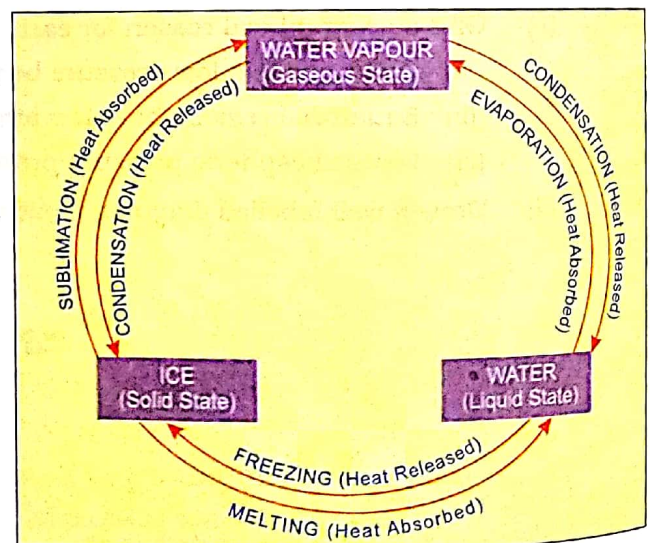 WATER VAPOUR
(Gaseous State)
SUBLIMATION (Heat Absorbed)
CONDENSATION (Heat Released)
CONDENSATION (Heat Released)
EVAPORATION (Heat Absorbed)
ICE
(Solid State)
WATER
(Liquid State)
FREEZING (Heat Released)
MELTING (Heat Absorbed)